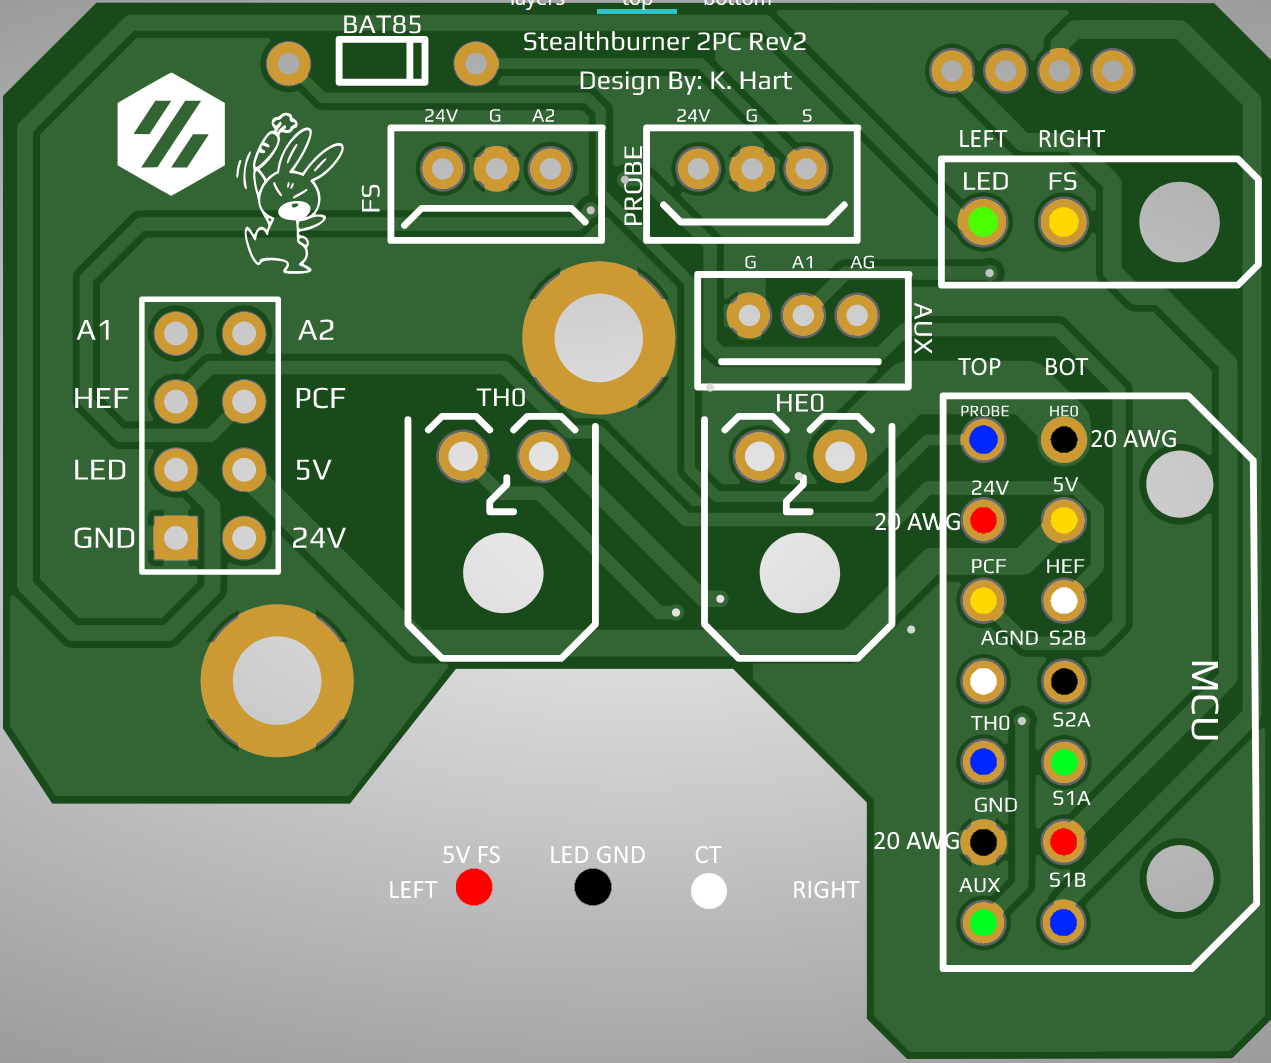 layers top bottom
BAT85
Stealthburner 2PC Rev2
Design By: K. Hart
24V G A2
24V G S
FS
PROBE
LEFT RIGHT
LED FS
G A1 AG
AUX
A1 A2
HEF PCF
LED 5V
GND 24V
TH0
2
HE0
2
TOP BOT
PROBE HE0
20 AWG
24V 5V
20 AWG
PCF HEF
AGND S2B
TH0 S2A
MCU
GND S1A
20 AWG
AUX S1B
5V FS LED GND CT
LEFT RIGHT